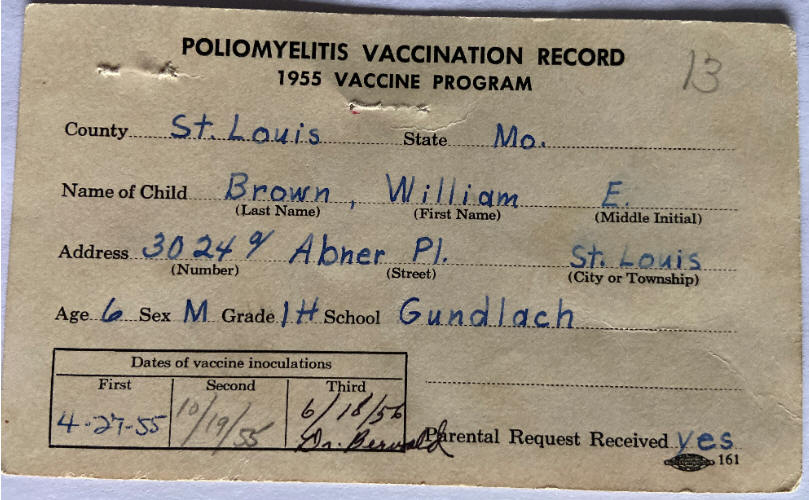 13
POLIOMYELITIS VACCINATION RECORD
1955 VACCINE PROGRAM
County St. Louis State Mo.
Name of Child Brown, William E.
(Last Name) (First Name) (Middle Initial)
Address 3024 Abner Pl. St. Louis
(Number) (Street) (City or Township)
Age 6 Sex M Grade 1H School Gundlach
Dates of vaccine inoculations
First Second Third
4-27-55 10/19/55 6/18/56
Dr. Berwald
Parental Request Received yes
161